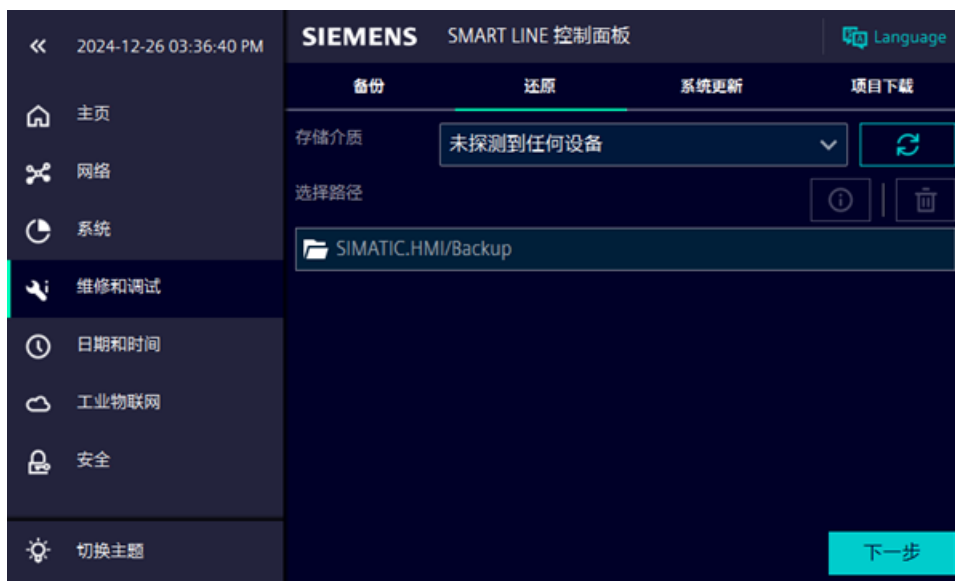 2024-12-26 03:36:40 PM
主页
网络
系统
维修和调试
日期和时间
工业物联网
安全
切换主题
SIEMENS SMART LINE 控制面板 Language
备份 还原 系统更新 项目下载
存储介质 未探测到任何设备
选择路径
SIMATIC.HMI/Backup
下一步